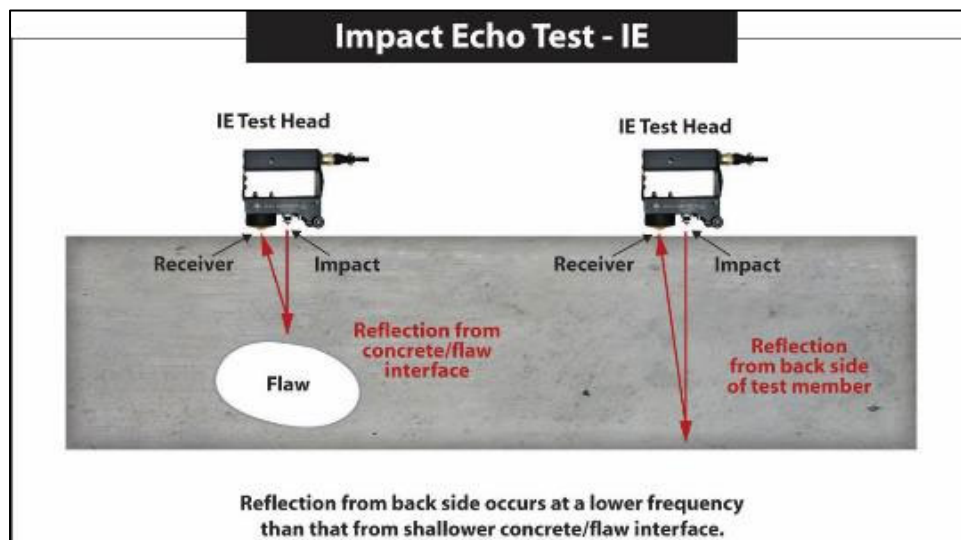 Impact Echo Test - IE
IE Test Head
IE Test Head
Receiver
Impact
Receiver
Impact
Reflection from
concrete/flaw
interface
Flaw
Reflection
from back side
of test member
Reflection from back side occurs at a lower frequency
than that from shallower concrete/flaw interface.